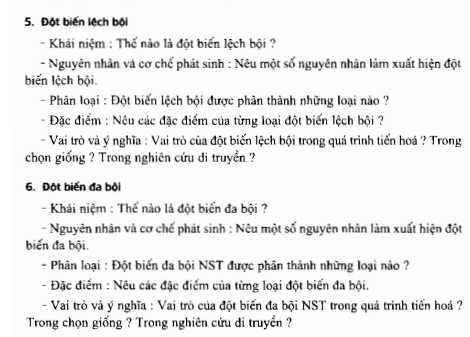 5. Đột biến lệch bội
- Khái niệm : Thế nào là đột biến lệch bội ?
- Nguyên nhân và cơ chế phát sinh : Nêu một số nguyên nhân làm xuất hiện đột
biến lệch bội.
- Phân loại : Đột biến lệch bội được phân thành những loại nào ?
- Đặc điểm : Nêu các đặc điểm của từng loại đột biến lệch bội ?
- Vai trò và ý nghĩa : Vai trò của đột biến lệch bội trong quá trình tiến hoá ? Trong
chọn giống ? Trong nghiên cứu di truyền ?
6. Đột biến đa bội
- Khái niệm : Thế nào là đột biến đa bội ?
- Nguyên nhân và cơ chế phát sinh : Nêu một số nguyên nhân làm xuất hiện đột
biến đa bội.
- Phân loại : Đột biến đa bội NST được phân thành những loại nào ?
- Đặc điểm : Nêu các đặc điểm của từng loại đột biến đa bội.
- Vai trò và ý nghĩa : Vai trò của đột biến đa bội NST trong quá trình tiến hoá ?
Trong chọn giống ? Trong nghiên cứu di truyền ?